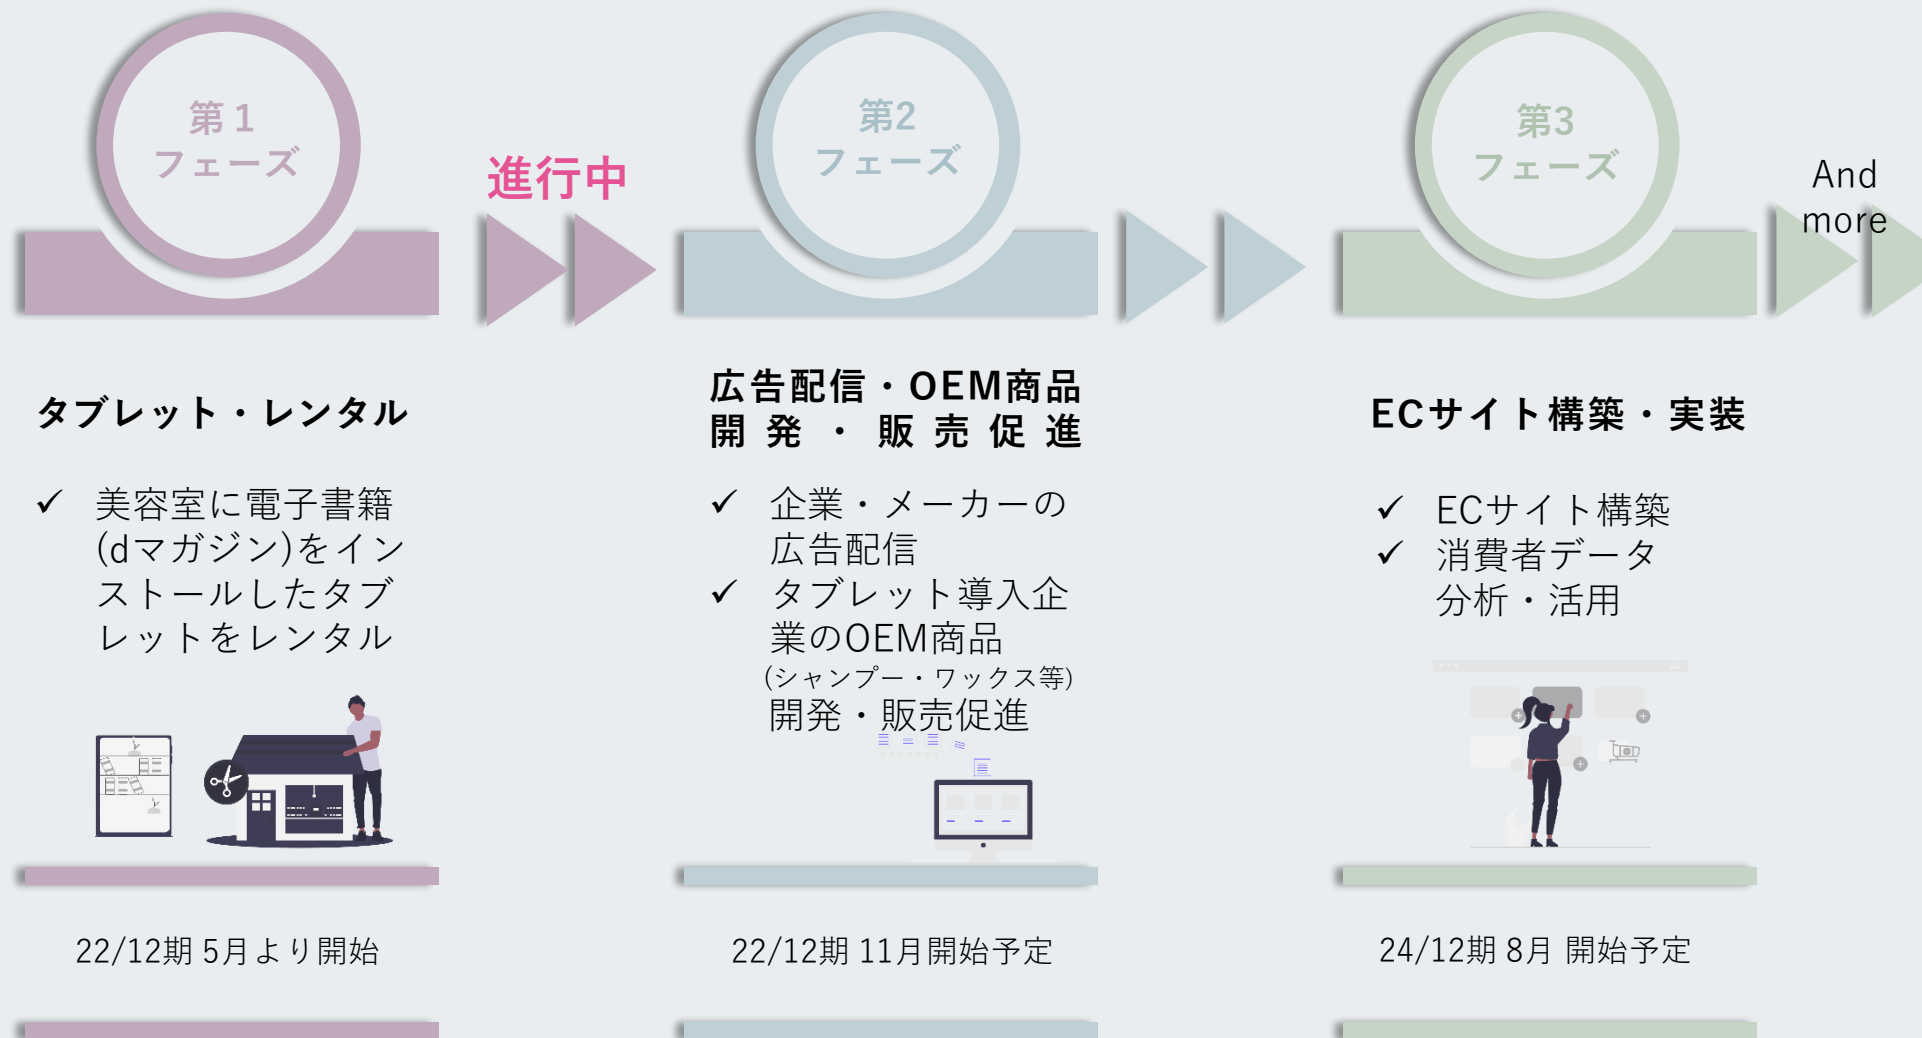 第１
フェーズ
進行中
第2
フェーズ
第3
フェーズ
And
more
タブレット・レンタル
✓ 美容室に電子書籍
(dマガジン)をイン
ストールしたタブ
レットをレンタル
22/12期 5月より開始
広告配信・OEM商品
開発・販売促進
✓ 企業・メーカーの
広告配信
✓ タブレット導入企
業のOEM商品
(シャンプー・ワックス等)
開発・販売促進
22/12期 11月開始予定
ECサイト構築・実装
✓ ECサイト構築
✓ 消費者データ
分析・活用
24/12期 8月 開始予定